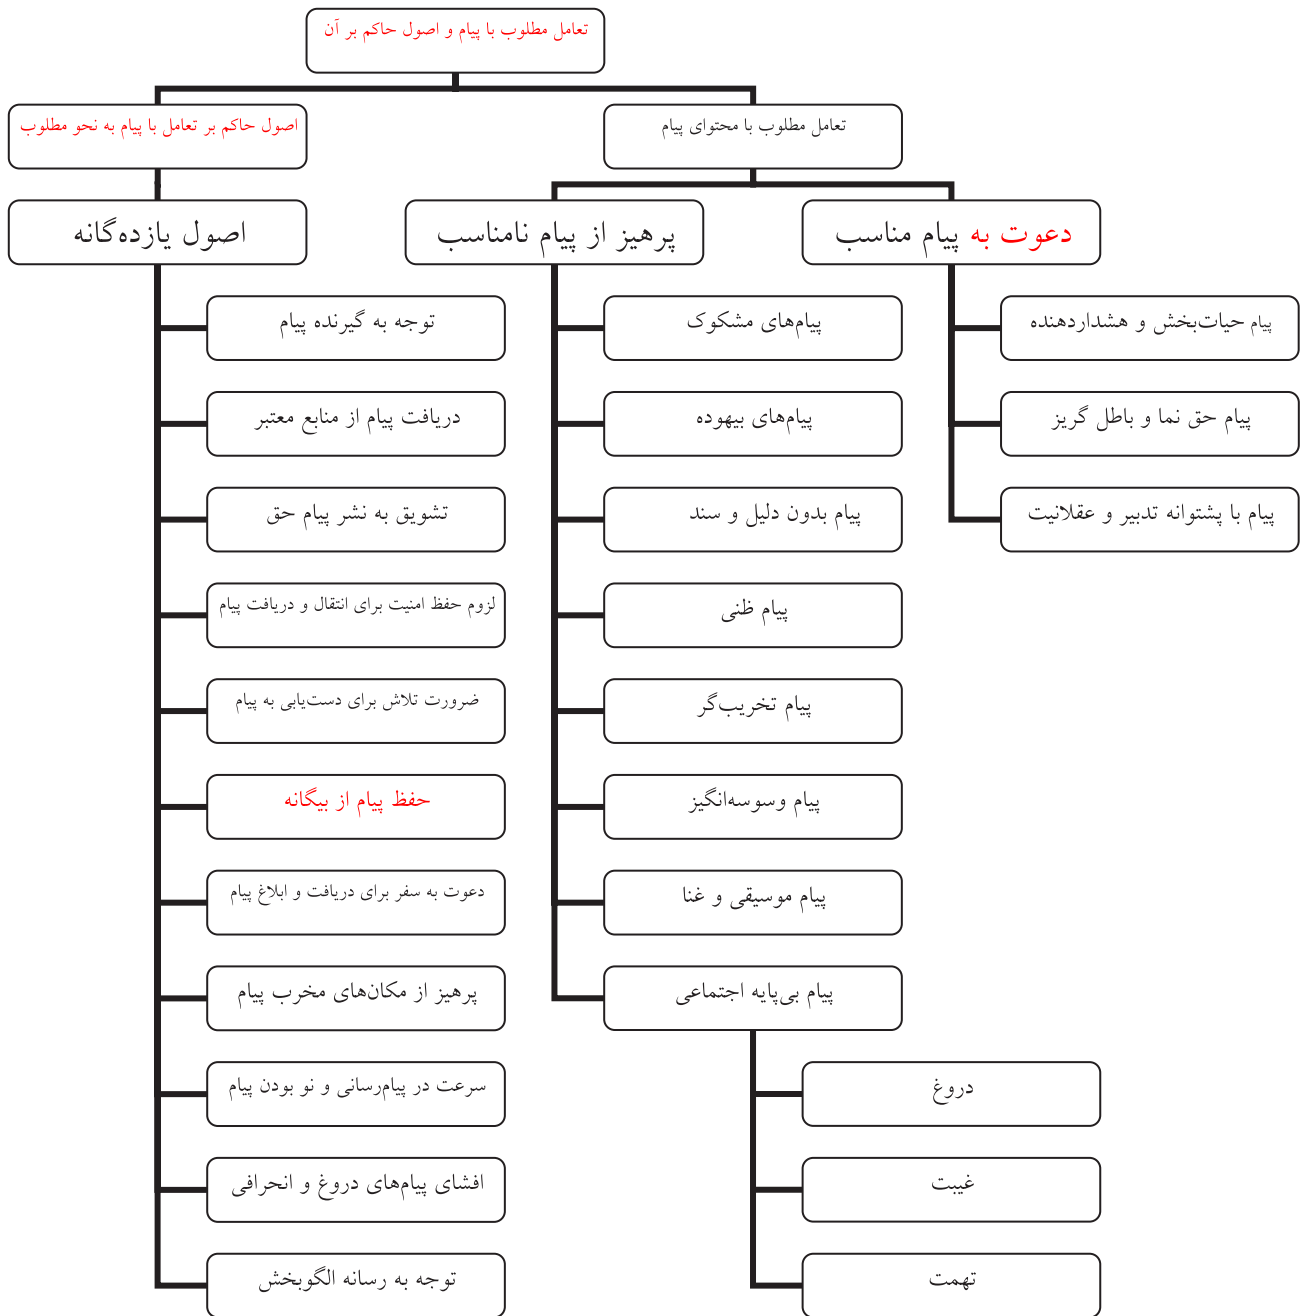 تعامل مطلوب با پیام و اصول حاکم بر آن
تعامل مطلوب با محتوای پیام
اصول حاکم بر تعامل با پیام به نحو مطلوب
دعوت به پیام مناسب
پرهیز از پیام نامناسب
اصول یازده‌گانه
پیام حیات‌بخش و هشداردهنده
پیام حق نما و باطل گریز
پیام با پشتوانه تدبیر و عقلانیت
پیام‌های مشکوک
پیام‌های بیهوده
پیام بدون دلیل و سند
پیام ظنی
پیام تخریب‌گر
پیام وسوسه‌انگیز
پیام موسیقی و غنا
پیام بی‌پایه اجتماعی
دروغ
غیبت
تهمت
توجه به گیرنده پیام
دریافت پیام از منابع معتبر
تشویق به نشر پیام حق
لزوم حفظ امنیت برای انتقال و دریافت پیام
ضرورت تلاش برای دست‌یابی به پیام
حفظ پیام از بیگانه
دعوت به سفر برای دریافت و ابلاغ پیام
پرهیز از مکان‌های مخرب پیام
سرعت در پیام‌رسانی و نو بودن پیام
افشای پیام‌های دروغ و انحرافی
توجه به رسانه الگوبخش